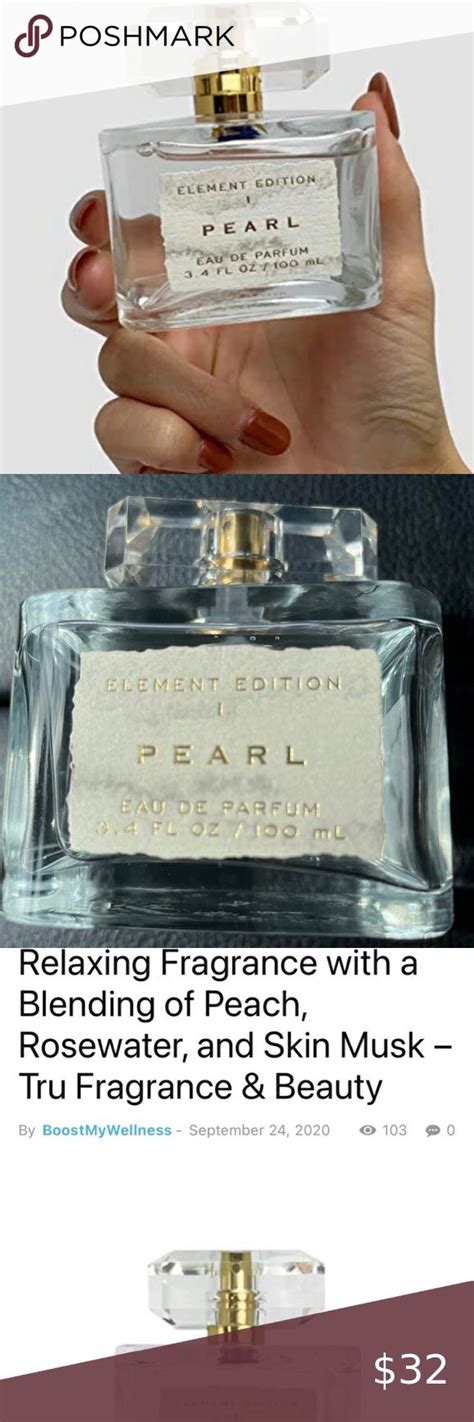 POSHMARK
ELEMENT EDITION
I
PEARL
EAU DE PARFUM
3.4 FL OZ / 100 mL
ELEMENT EDITION
I
PEARL
EAU DE PARFUM
3.4 FL OZ / 100 mL
Relaxing Fragrance with a
Blending of Peach,
Rosewater, and Skin Musk –
Tru Fragrance & Beauty
By BoostMyWellness - September 24, 2020 103 0
ELEMENT EDITION
$32